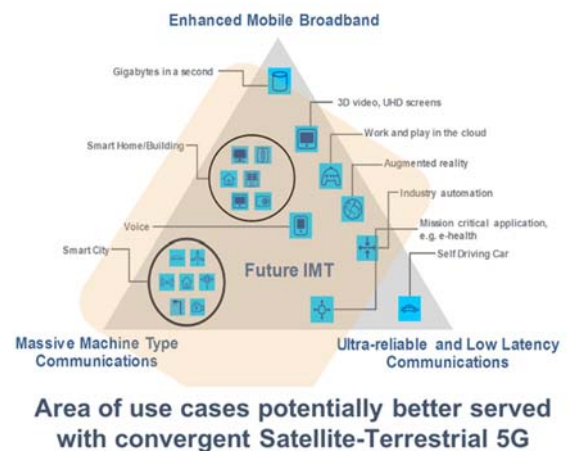 Enhanced Mobile Broadband
Gigabytes in a second
3D video, UHD screens
Smart Home/Building
Work and play in the cloud
Augmented reality
Industry automation
Voice
Mission critical application,
e.g. e-health
Smart City
Self Driving Car
Future IMT
Massive Machine Type
Communications
Ultra-reliable and Low Latency
Communications
Area of use cases potentially better served
with convergent Satellite-Terrestrial 5G